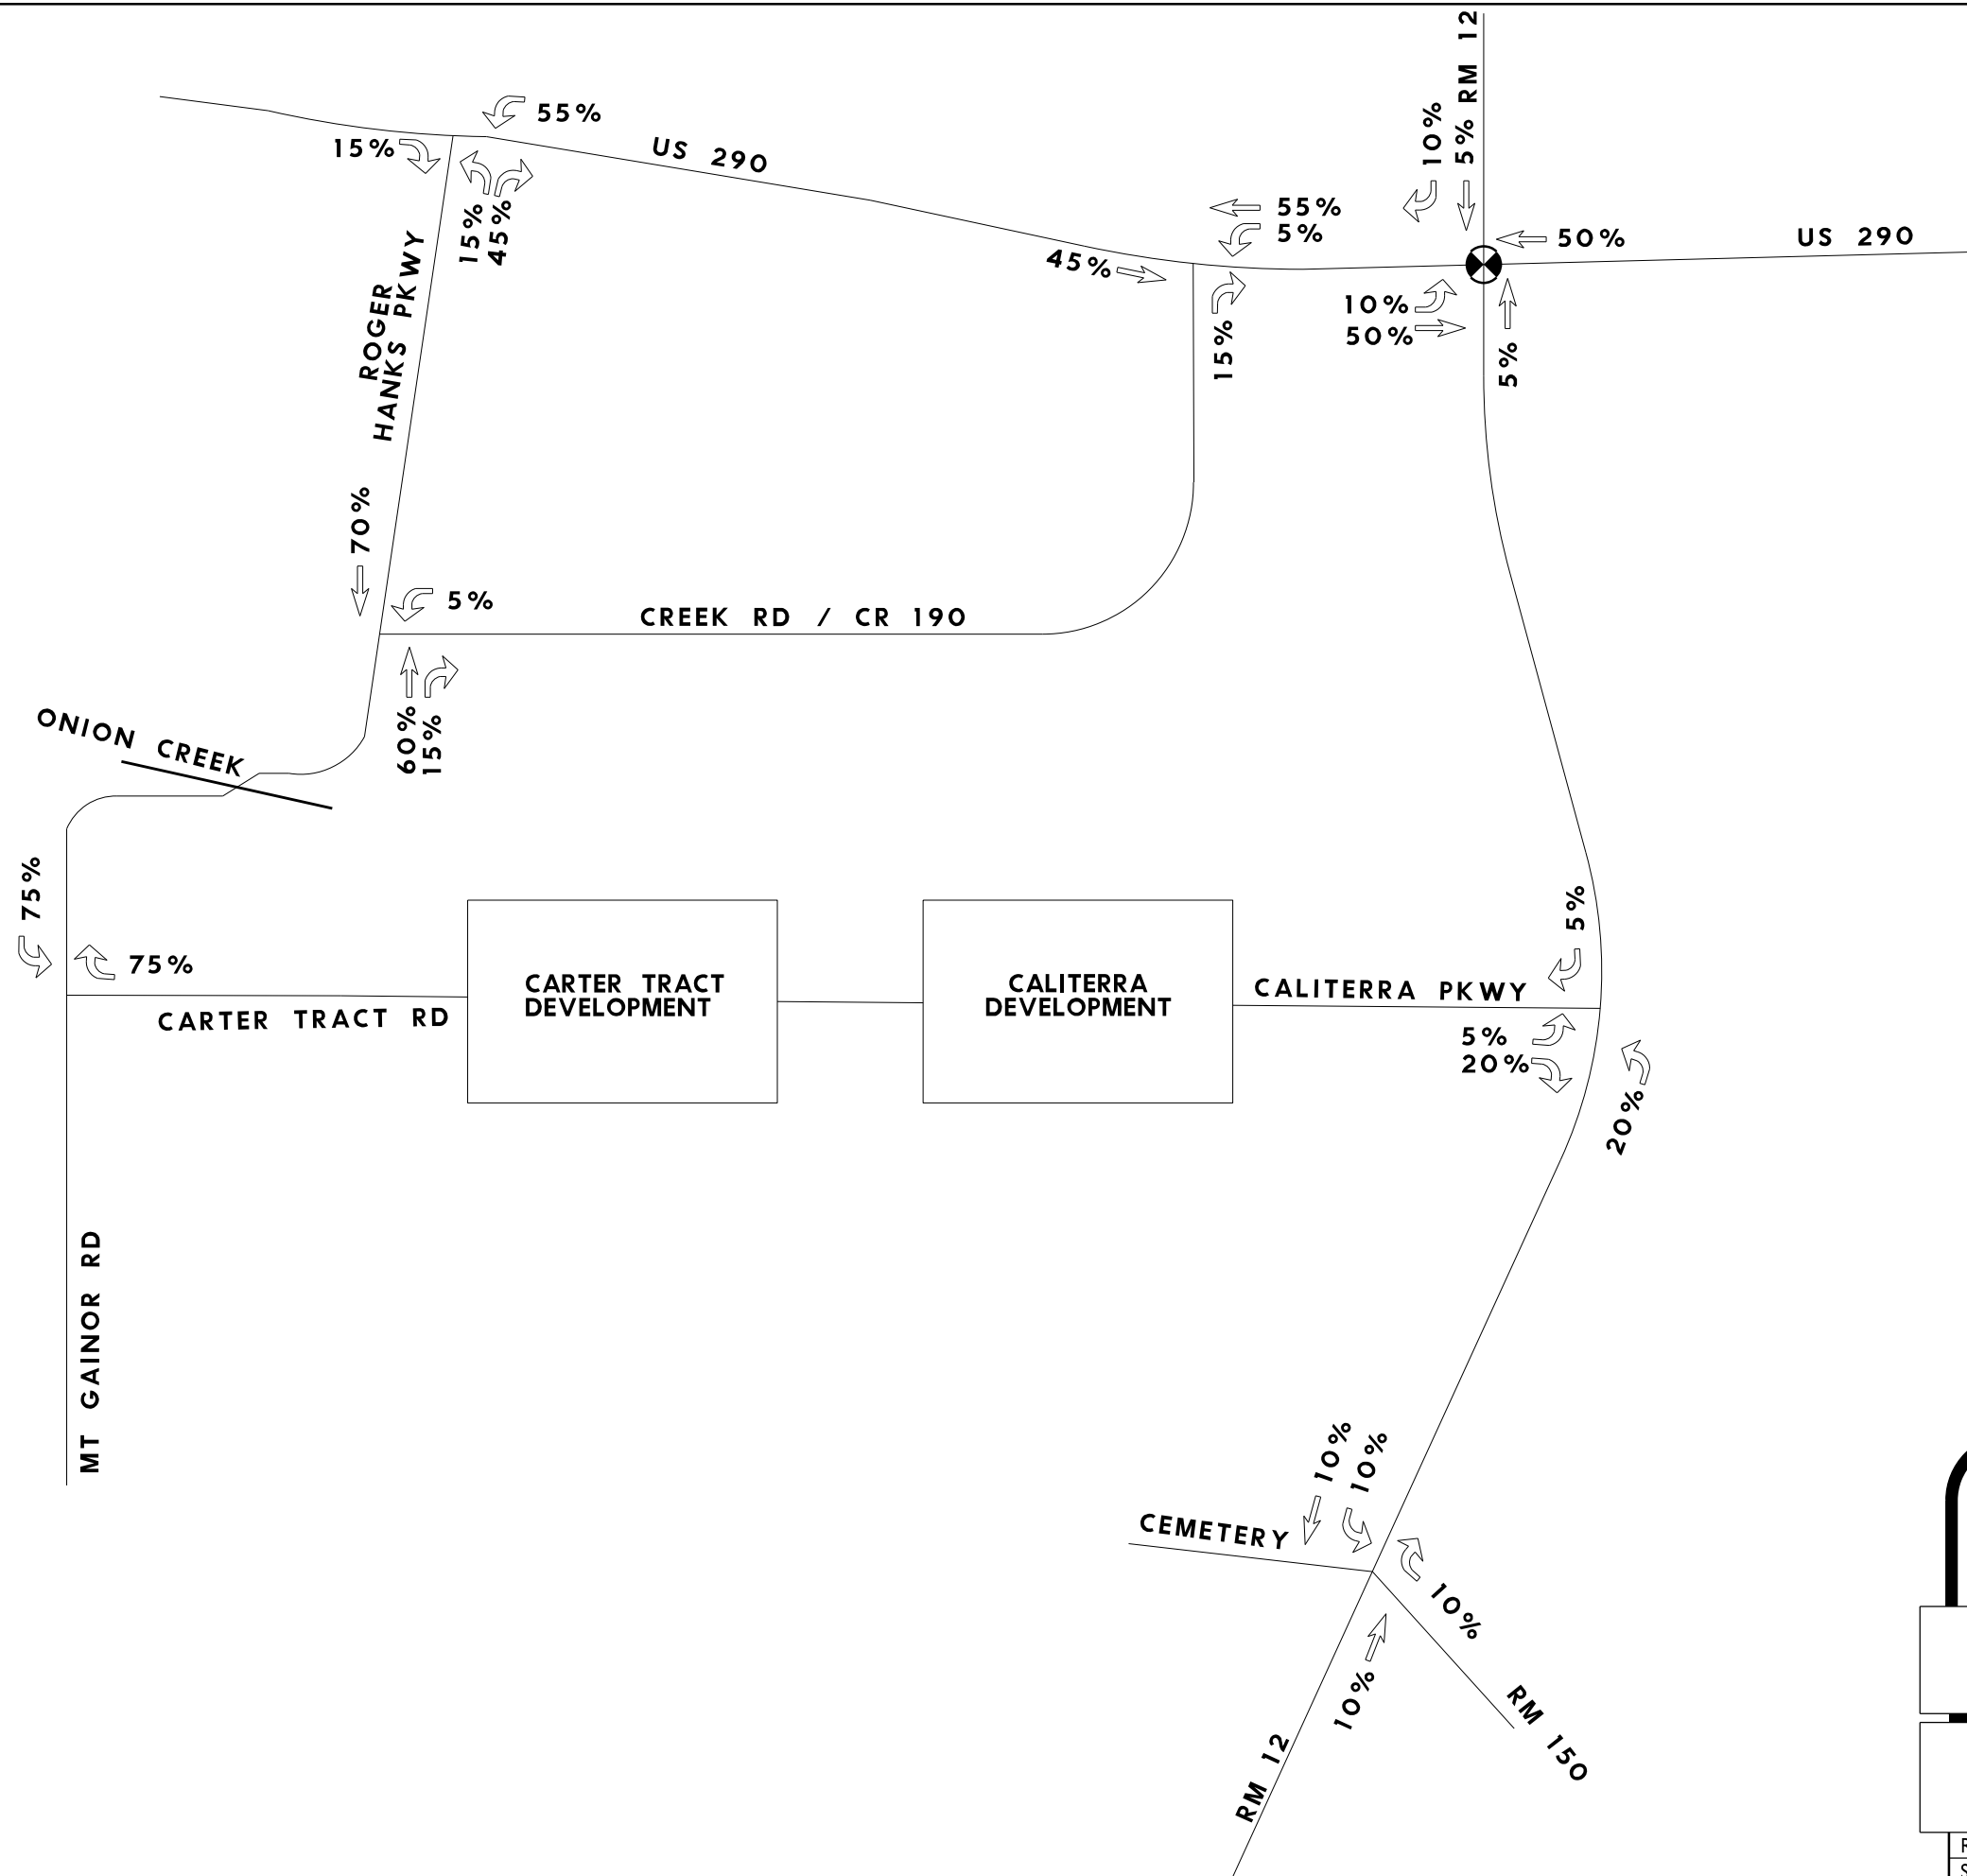 RM 12
10%
5%
55%
US 290
15%
15%
45%
55%
5%
50%
US 290
45%
10%
50%
15%
5%
ROGER
HANKS PKWY
70%
5%
CREEK RD / CR 190
60%
15%
ONION CREEK
75%
75%
CARTER TRACT RD
CARTER TRACT
DEVELOPMENT
CALITERRA
DEVELOPMENT
CALITERRA PKWY
5%
5%
20%
20%
MT GAINOR RD
10%
10%
CEMETERY
10%
10%
RM 12
RM 150